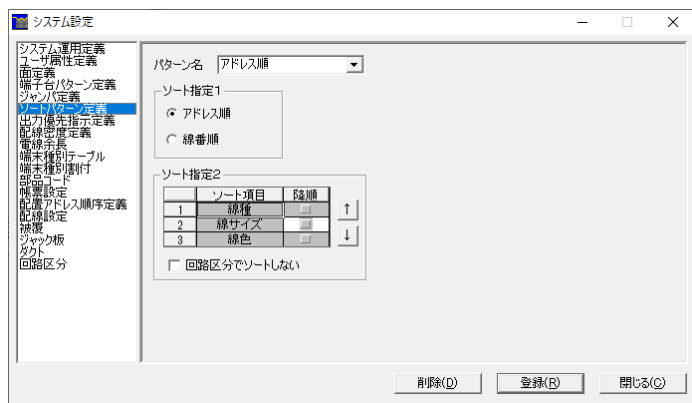 システム設定
システム運用定義
ユーザ属性定義
面定義
端子台パターン定義
ジャンパ定義
ソートパターン定義
出力優先指示定義
配線密度定義
電線余長
端末種別テーブル
端末種別割付
部品コード
帳票設定
配置アドレス順序定義
配線設定
被覆
ジャック板
ダクト
回路区分
パターン名 アドレス順
ソート指定1
アドレス順
線番順
ソート指定2
ソート項目 降順
1 線種
2 線サイズ
3 線色
↑
↓
回路区分でソートしない
削除(D) 登録(R) 閉じる(C)